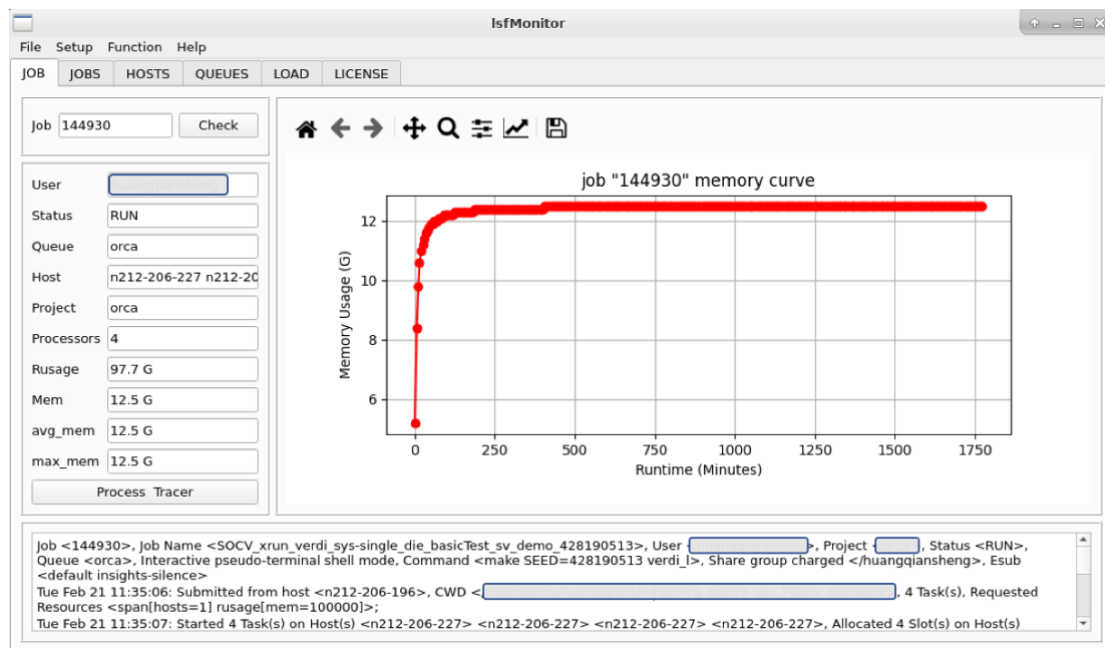 lsfMonitor
File Setup Function Help
JOB JOBS HOSTS QUEUES LOAD LICENSE
Job 144930 Check
User
Status RUN
Queue orca
Host n212-206-227 n212-20
Project orca
Processors 4
Rusage 97.7 G
Mem 12.5 G
avg_mem 12.5 G
max_mem 12.5 G
Process Tracer
job "144930" memory curve
Memory Usage (G)
12
10
8
6
0 250 500 750 1000 1250 1500 1750
Runtime (Minutes)
Job <144930>, Job Name <SOCV_xrun_verdi_sys-single_die_basicTest_sv_demo_428190513>, User < >, Project < >, Status <RUN>,
Queue <orca>, Interactive pseudo-terminal shell mode, Command <make SEED=428190513 verdi_l>, Share group charged </huangqiansheng>, Esub
<default insights-silence>
Tue Feb 21 11:35:06: Submitted from host <n212-206-196>, CWD < , 4 Task(s), Requested
Resources <span[hosts=1] rusage[mem=100000]>;
Tue Feb 21 11:35:07: Started 4 Task(s) on Host(s) <n212-206-227> <n212-206-227> <n212-206-227> <n212-206-227>, Allocated 4 Slot(s) on Host(s)